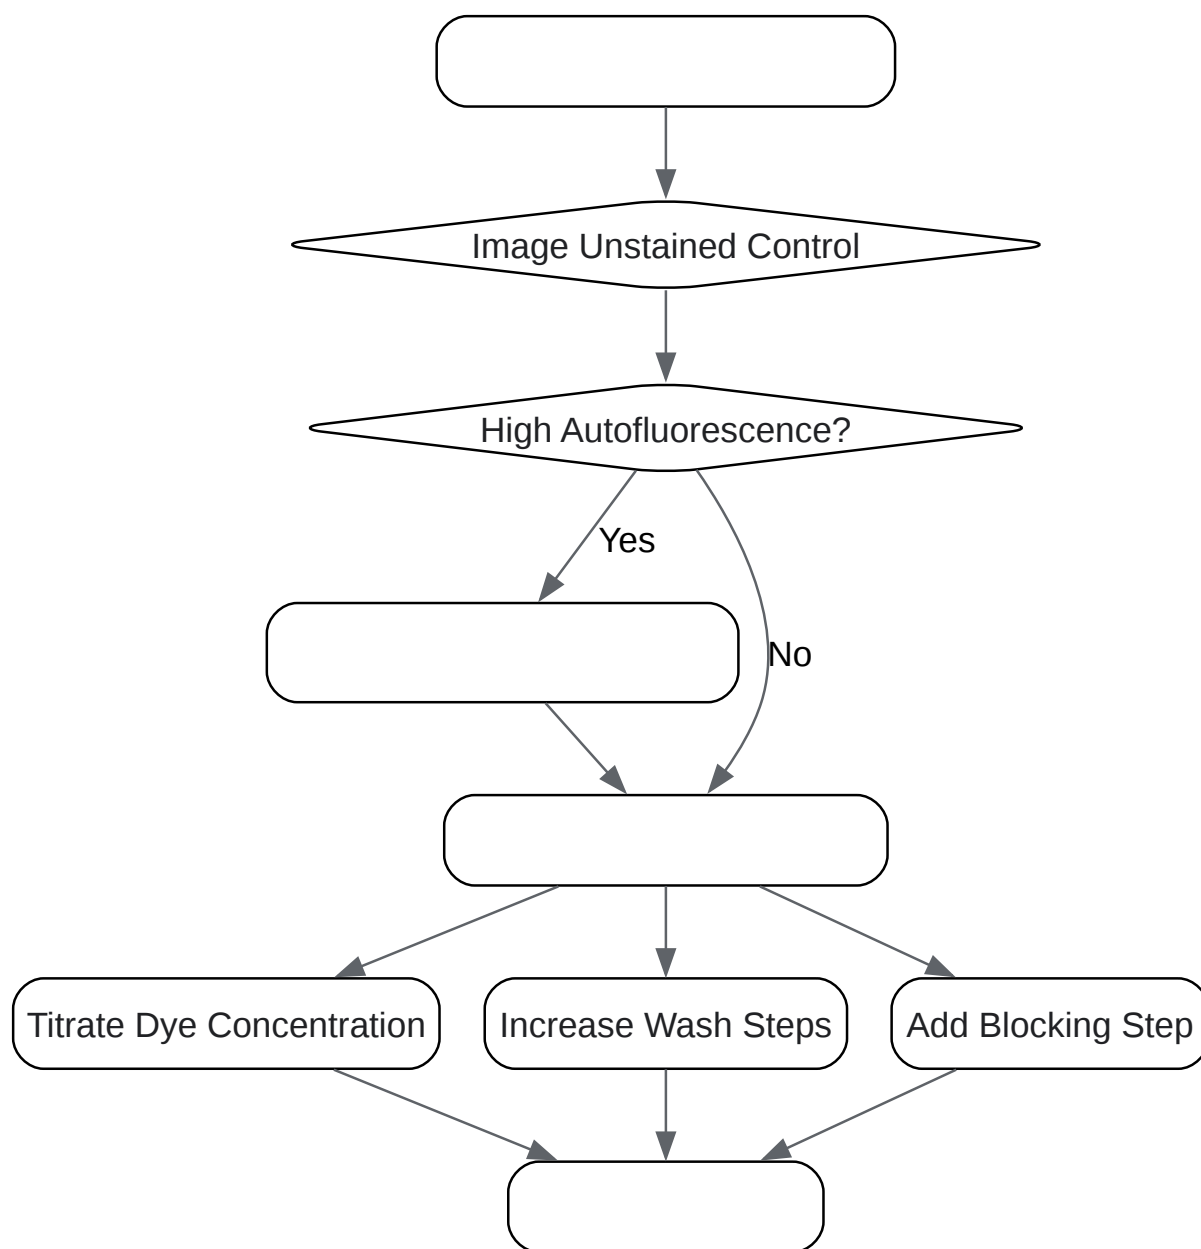 Image Unstained Control
High Autofluorescence?
Yes
No
Titrate Dye Concentration
Increase Wash Steps
Add Blocking Step